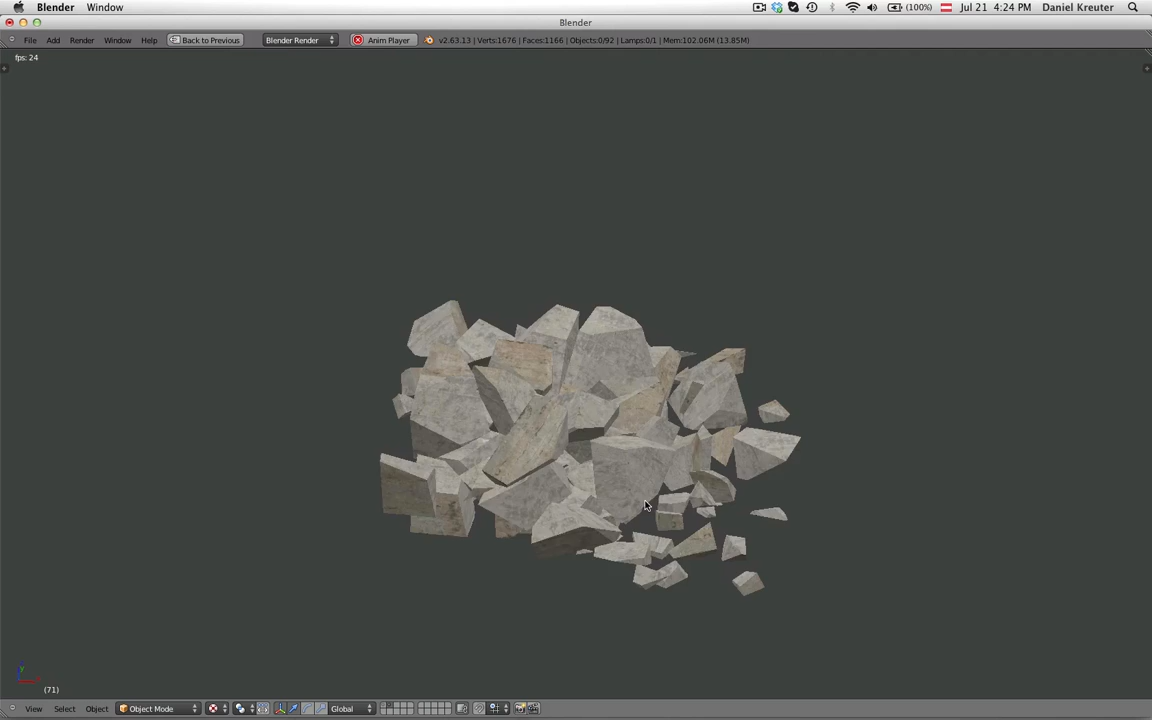 Blender Window (100%) Jul 21 4:24 PM Daniel Kreuter
Blender
File Add Render Window Help Back to Previous Blender Render Anim Player v2.63.13 | Verts:1676 | Faces:1166 | Objects:0/92 | Lamps:0/1 | Mem:102.06M (13.85M)
fps: 24
y
(71)
View Select Object Object Mode Global